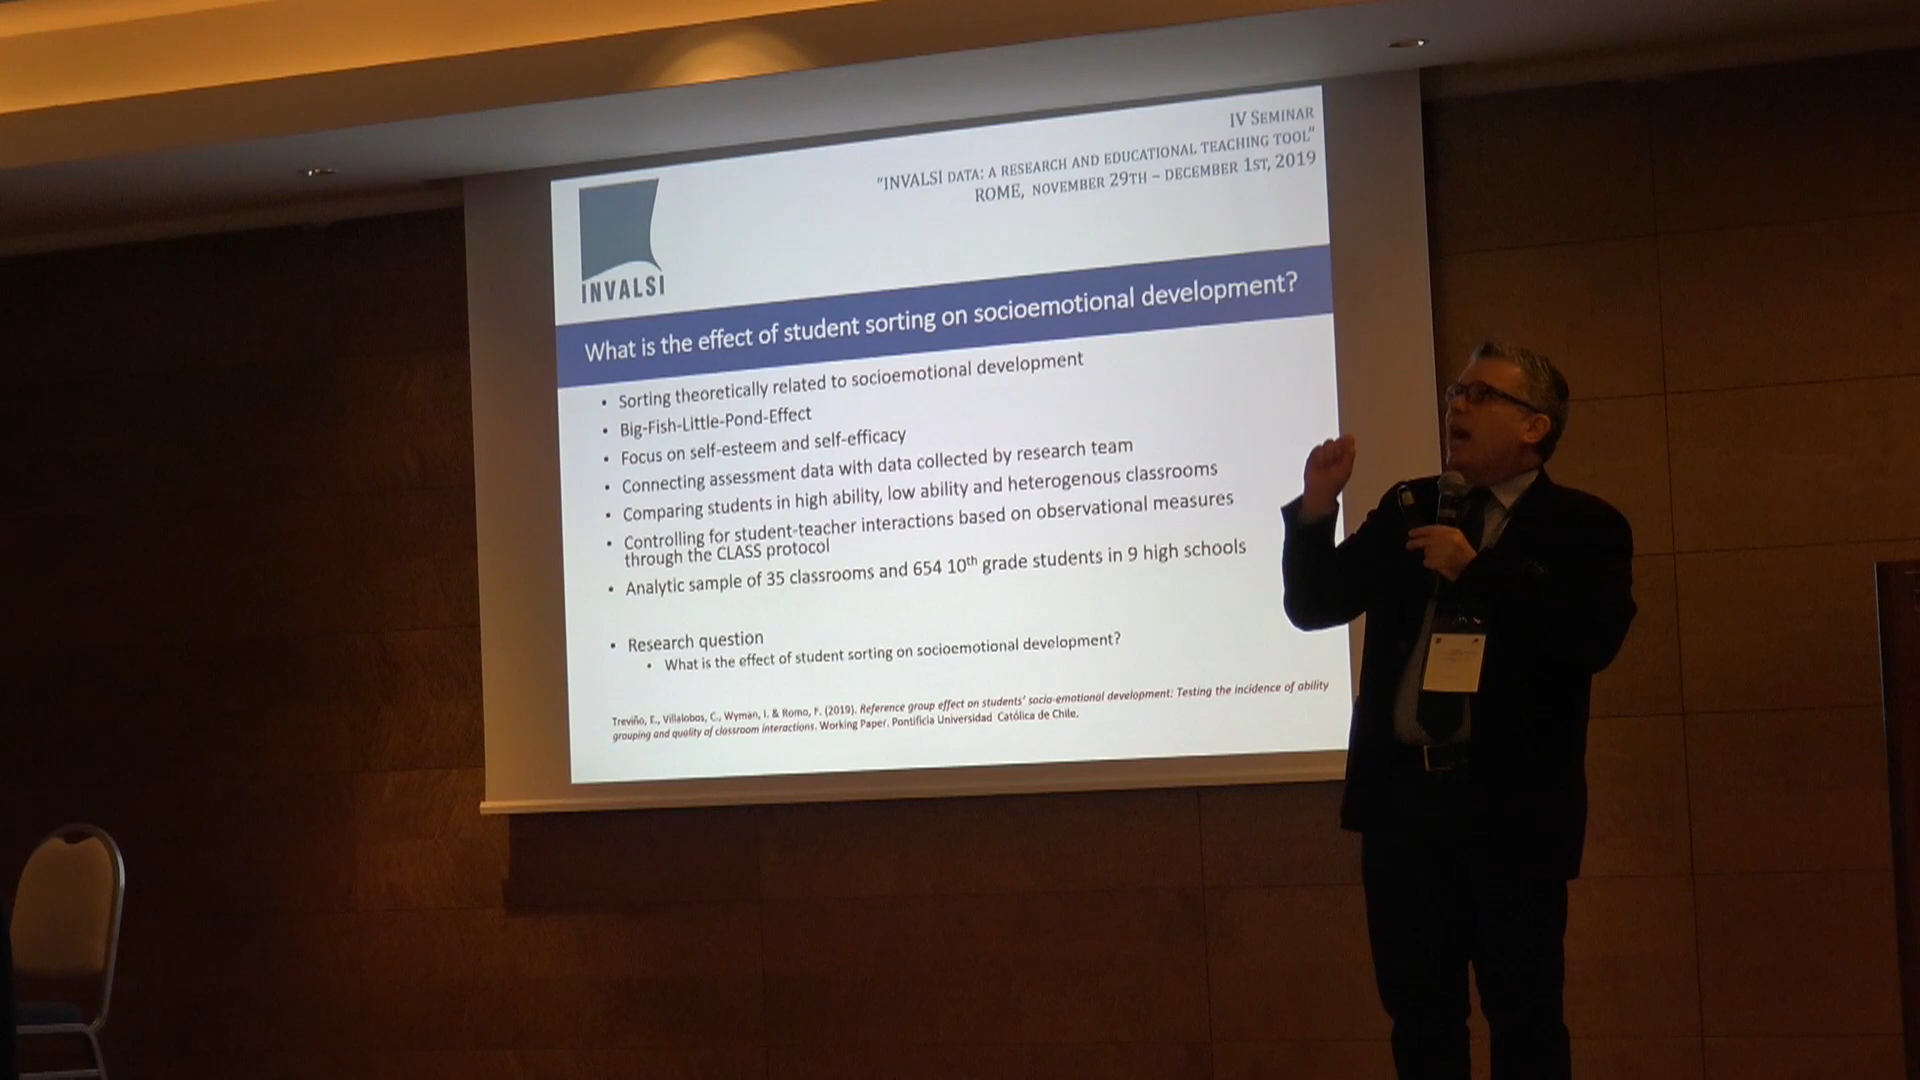 IV SEMINAR
"INVALSI DATA: A RESEARCH AND EDUCATIONAL TEACHING TOOL"
ROME, NOVEMBER 29TH – DECEMBER 1ST, 2019
INVALSI
What is the effect of student sorting on socioemotional development?
• Sorting theoretically related to socioemotional development
• Big-Fish-Little-Pond-Effect
• Focus on self-esteem and self-efficacy
• Connecting assessment data with data collected by research team
• Comparing students in high ability, low ability and heterogenous classrooms
• Controlling for student-teacher interactions based on observational measures
through the CLASS protocol
• Analytic sample of 35 classrooms and 654 10th grade students in 9 high schools
• Research question
• What is the effect of student sorting on socioemotional development?
Treviño, E., Villalobos, C., Wyman, I. & Romo, F. (2019). Reference group effect on students' socio-emotional development: Testing the incidence of ability
grouping and quality of classroom interactions. Working Paper. Pontificia Universidad Católica de Chile.